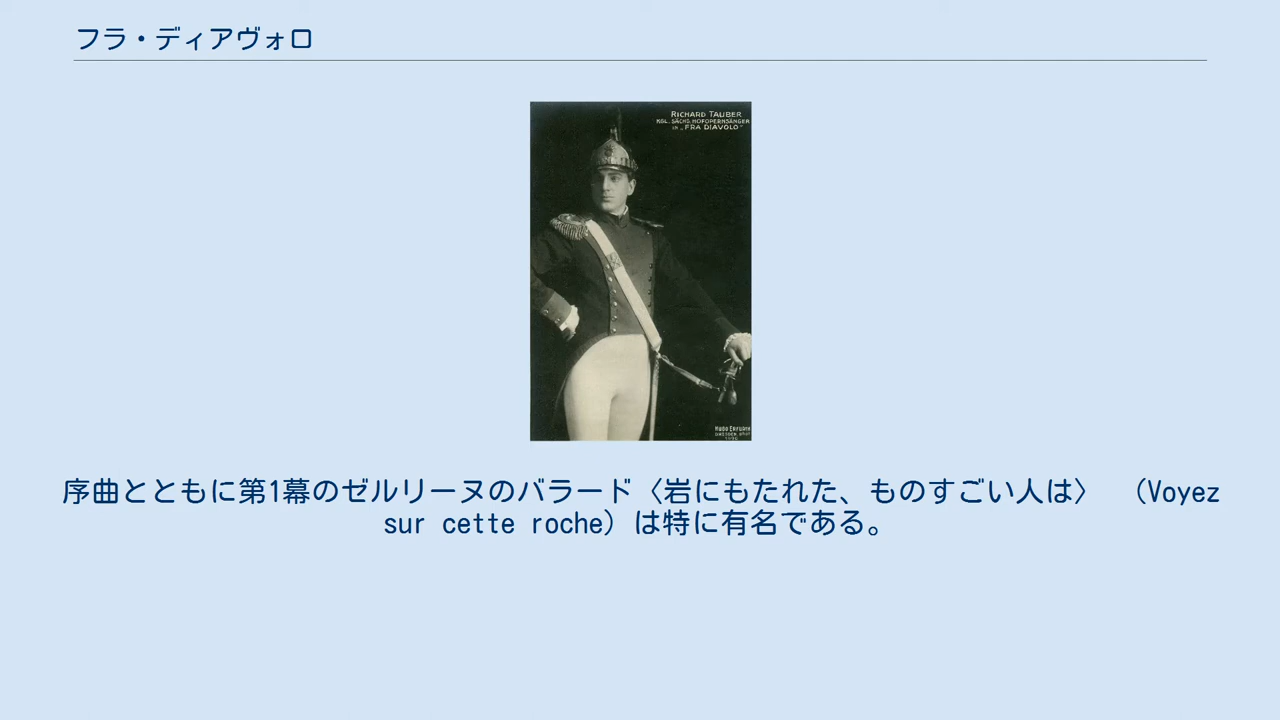 フラ・ディアヴォロ
RICHARD TAUBER
KGL. SÄCHS. HOFOPERNSÄNGER
IN „FRA DIAVOLO"
HUGO ERFURTH
DRESDEN
序曲とともに第1幕のゼルリーヌのバラード〈岩にもたれた、ものすごい人は〉 （Voyez
sur cette roche）は特に有名である。